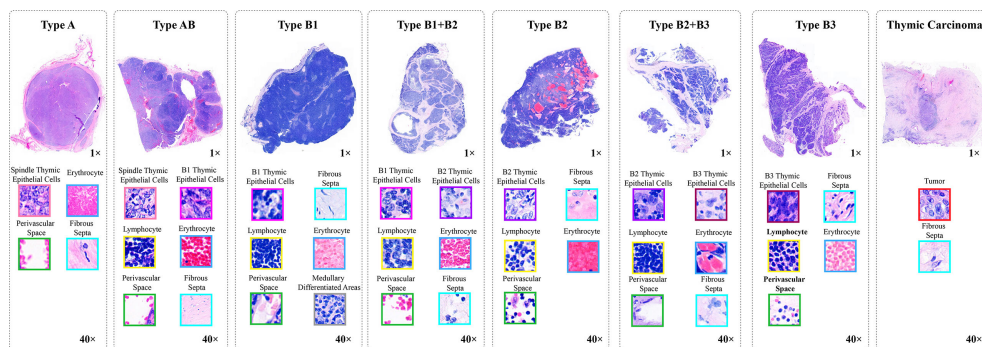 Type A
1×
Spindle Thymic
Epithelial Cells
Erythrocyte
Perivascular
Space
Fibrous
Septa
40×
Type AB
1×
Spindle Thymic
Epithelial Cells
B1 Thymic
Epithelial Cells
Lymphocyte
Erythrocyte
Perivascular
Space
Fibrous
Septa
40×
Type B1
1×
B1 Thymic
Epithelial Cells
Fibrous
Septa
Lymphocyte
Erythrocyte
Perivascular
Space
Medullary
Differentiated Areas
40×
Type B1+B2
1×
B1 Thymic
Epithelial Cells
B2 Thymic
Epithelial Cells
Lymphocyte
Erythrocyte
Perivascular
Space
Fibrous
Septa
40×
Type B2
1×
B2 Thymic
Epithelial Cells
Fibrous
Septa
Lymphocyte
Erythrocyte
Perivascular
Space
40×
Type B2+B3
1×
B2 Thymic
Epithelial Cells
B3 Thymic
Epithelial Cells
Lymphocyte
Erythrocyte
Perivascular
Space
Fibrous
Septa
40×
Type B3
1×
B3 Thymic
Epithelial Cells
Fibrous
Septa
Lymphocyte
Erythrocyte
Perivascular
Space
40×
Thymic Carcinoma
1×
Tumor
Fibrous
Septa
40×